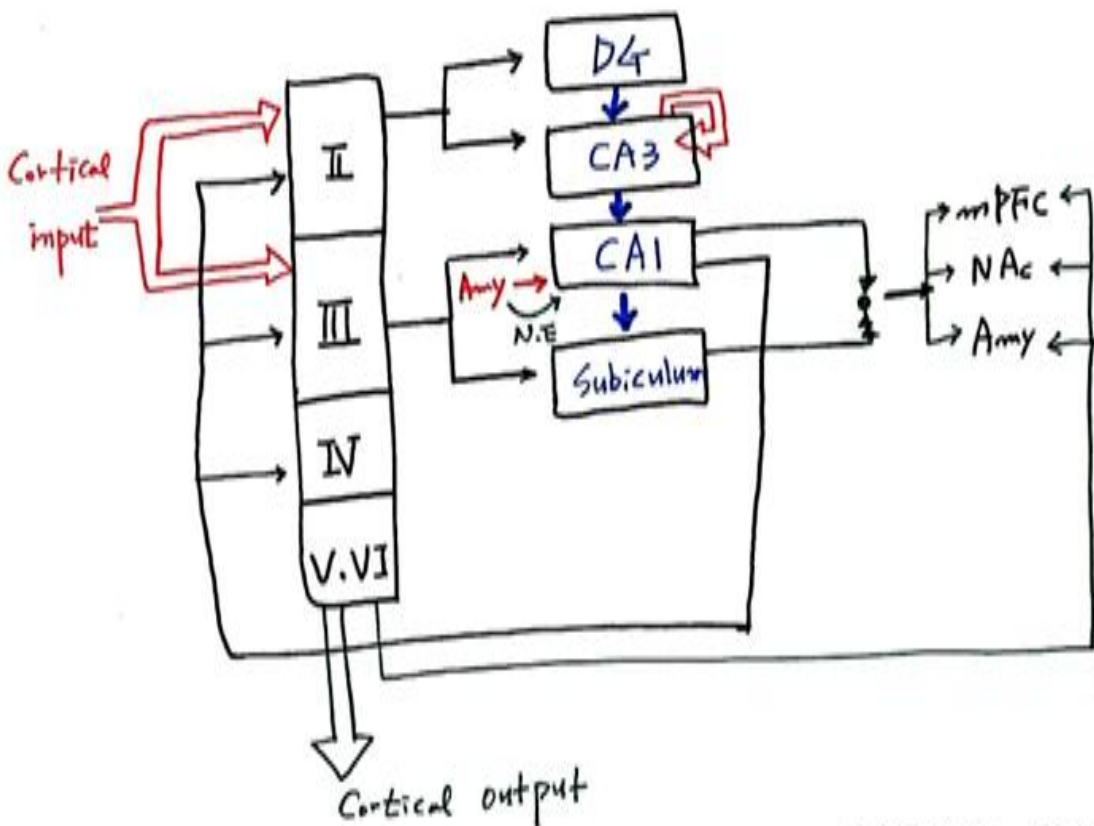 DG
II
CA3
Cortical
input
mPFC
CA1
NAc
Amy
III
N.E
Amy
Subiculum
IV
V.VI
Cortical output